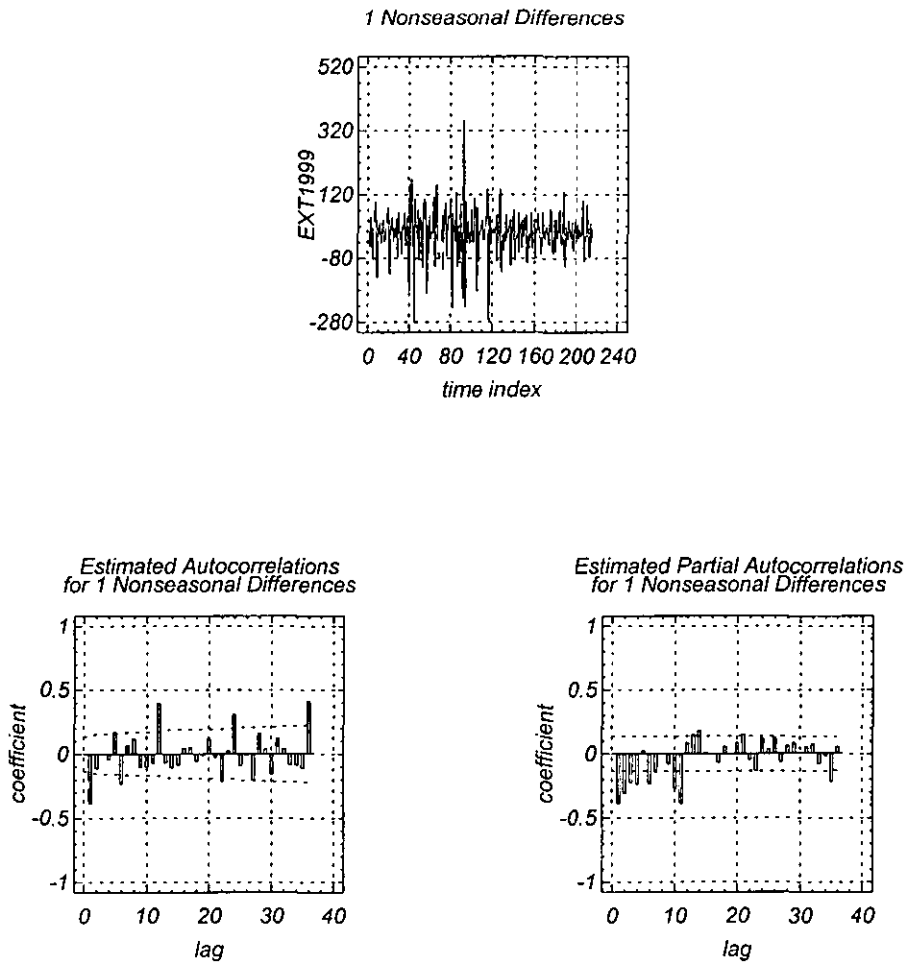 1 Nonseasonal Differences
520
320
120
-80
-280
EXT1999
0 40 80 120 160 200 240
time index
Estimated Autocorrelations
for 1 Nonseasonal Differences
1
0.5
0
-0.5
-1
coefficient
0 10 20 30 40
lag
Estimated Partial Autocorrelations
for 1 Nonseasonal Differences
1
0.5
0
-0.5
-1
coefficient
0 10 20 30 40
lag